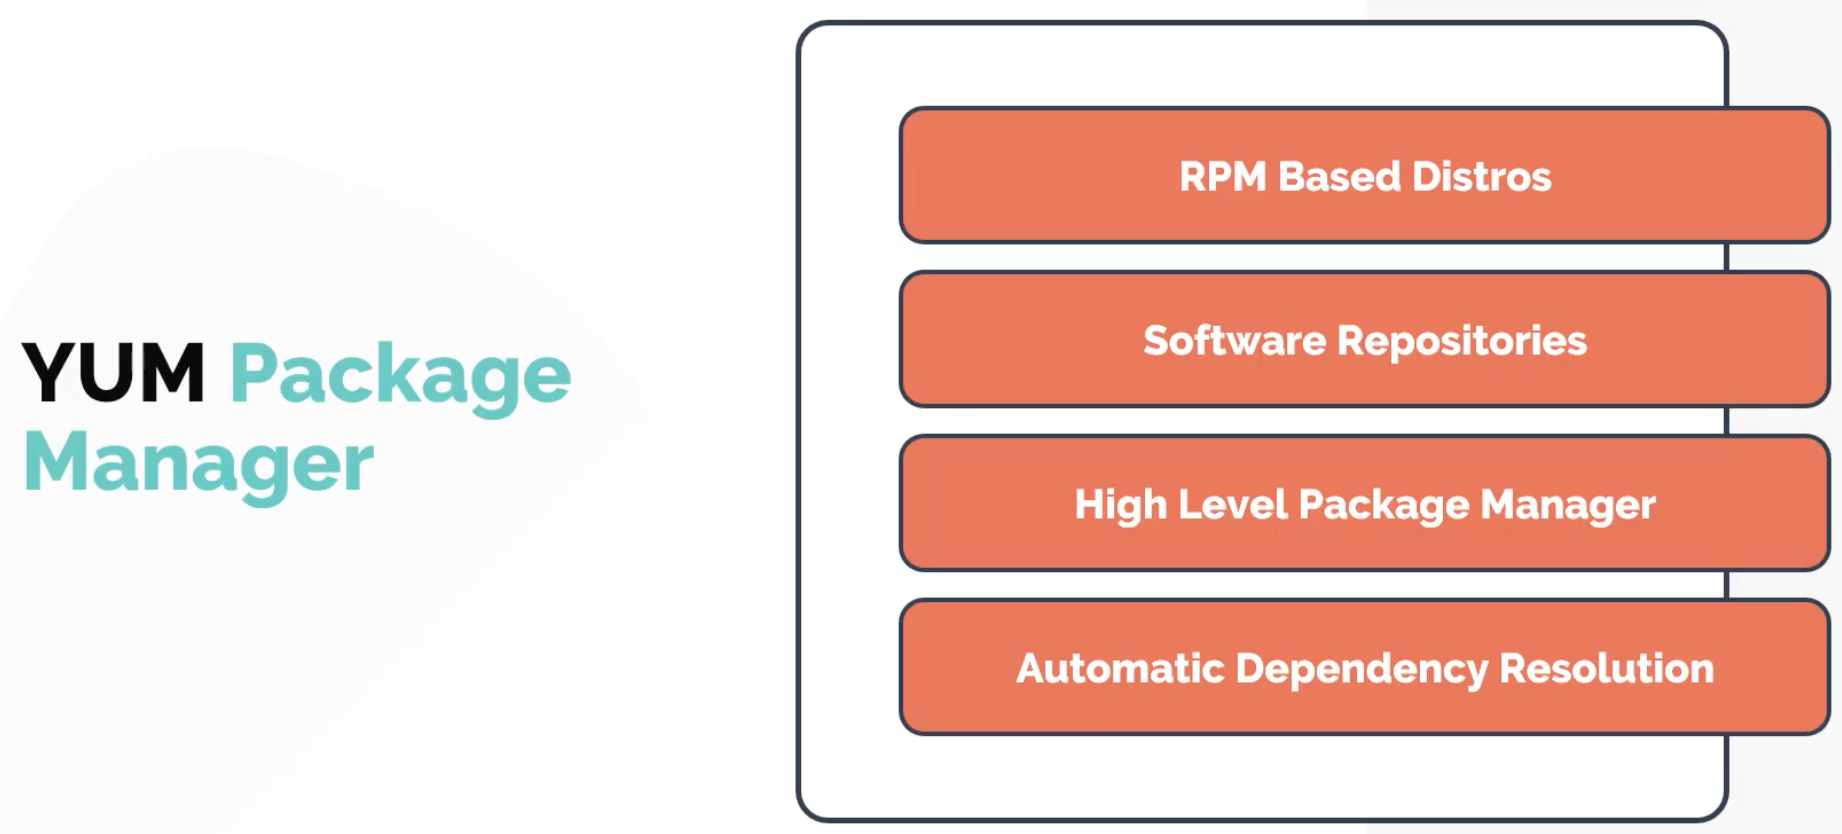 YUM Package
Manager
RPM Based Distros
Software Repositories
High Level Package Manager
Automatic Dependency Resolution